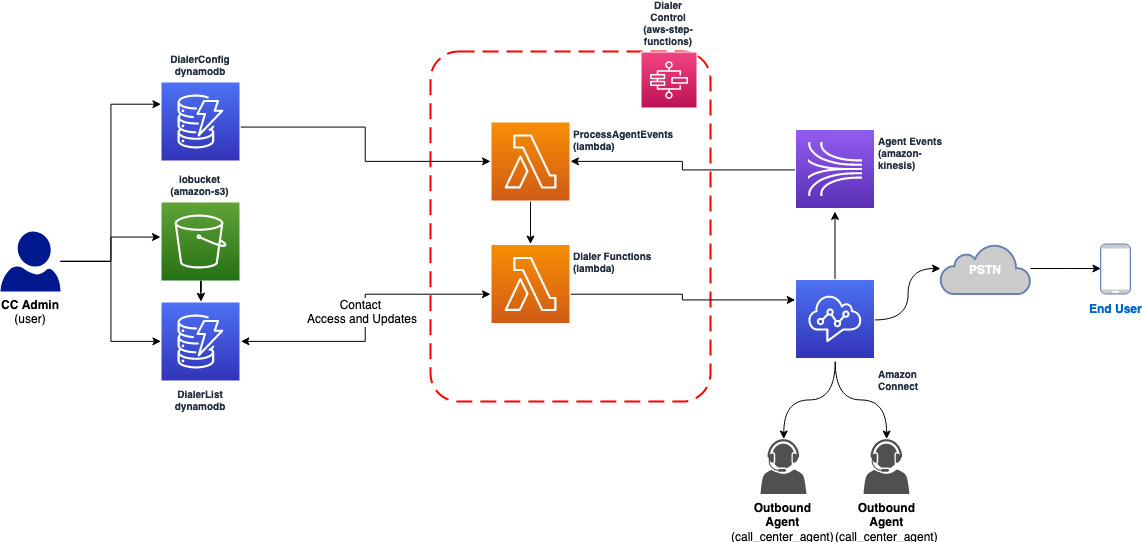 Dialer
Control
(aws-step-
functions)
DialerConfig
dynamodb
ProcessAgentEvents
(lambda)
Agent Events
(amazon-
kinesis)
iobucket
(amazon-s3)
CC Admin
(user)
Dialer Functions
(lambda)
PSTN
End User
Contact
Access and Updates
DialerList
dynamodb
Amazon
Connect
Outbound
Agent
(call_center_agent)
Outbound
Agent
(call_center_agent)